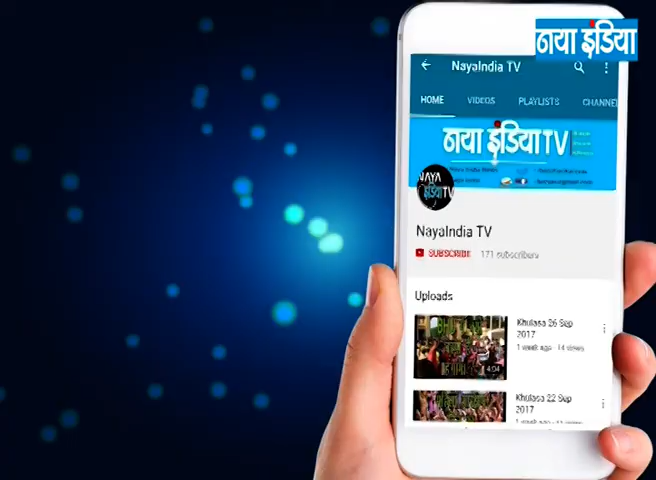 नया इंडिया
NayaIndia TV
HOME VIDEOS PLAYLISTS CHANNEL
नया इंडिया TV
NAYA
इंडिया TV
NayaIndia TV
SUBSCRIBE 171 subscribers
Uploads
Khulasa 26 Sep
2017
1 week ago · 14 views
4:04
Khulasa 22 Sep
2017